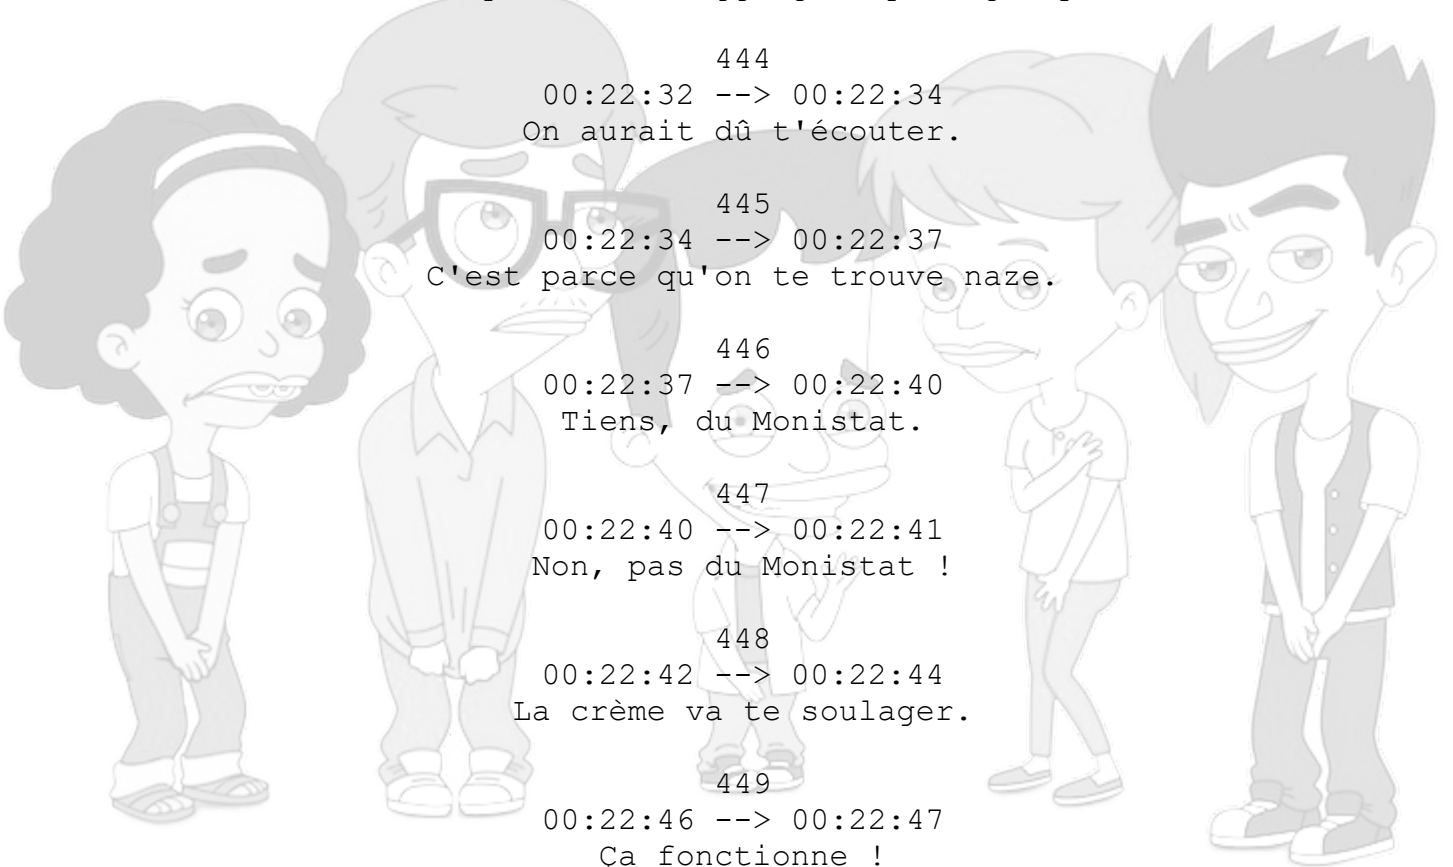 444
00:22:32 --> 00:22:34
On aurait dû t'écouter.
445
00:22:34 --> 00:22:37
C'est parce qu'on te trouve naze.
446
00:22:37 --> 00:22:40
Tiens, du Monistat.
447
00:22:40 --> 00:22:41
Non, pas du Monistat !
448
00:22:42 --> 00:22:44
La crème va te soulager.
449
00:22:46 --> 00:22:47
Ça fonctionne !